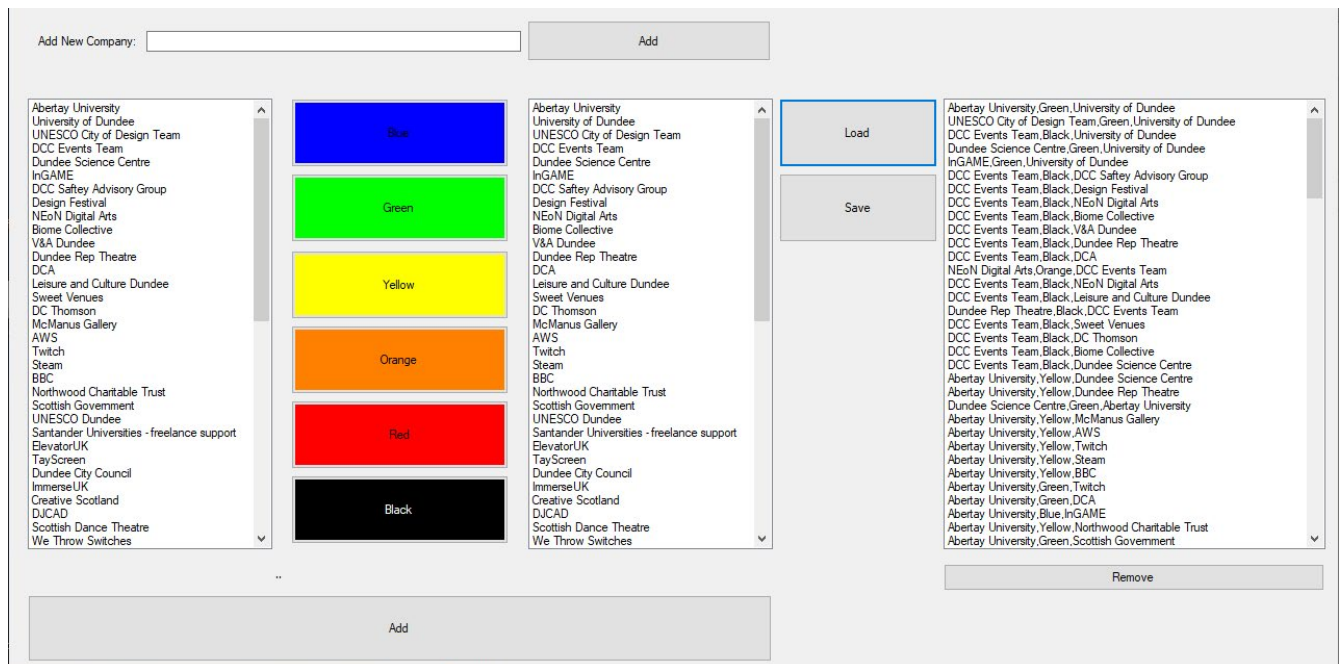 Add New Company:
Add
Abertay University
University of Dundee
UNESCO City of Design Team
DCC Events Team
Dundee Science Centre
InGAME
DCC Saftey Advisory Group
Design Festival
NEoN Digital Arts
Biome Collective
V&A Dundee
Dundee Rep Theatre
DCA
Leisure and Culture Dundee
Sweet Venues
DC Thomson
McManus Gallery
AWS
Twitch
Steam
BBC
Northwood Charitable Trust
Scottish Government
UNESCO Dundee
Santander Universities - freelance support
ElevatorUK
TayScreen
Dundee City Council
ImmerseUK
Creative Scotland
DJCAD
Scottish Dance Theatre
We Throw Switches
Blue
Green
Yellow
Orange
Red
Black
Abertay University
University of Dundee
UNESCO City of Design Team
DCC Events Team
Dundee Science Centre
InGAME
DCC Saftey Advisory Group
Design Festival
NEoN Digital Arts
Biome Collective
V&A Dundee
Dundee Rep Theatre
DCA
Leisure and Culture Dundee
Sweet Venues
DC Thomson
McManus Gallery
AWS
Twitch
Steam
BBC
Northwood Charitable Trust
Scottish Government
UNESCO Dundee
Santander Universities - freelance support
ElevatorUK
TayScreen
Dundee City Council
ImmerseUK
Creative Scotland
DJCAD
Scottish Dance Theatre
We Throw Switches
Load
Save
Abertay University,Green,University of Dundee
UNESCO City of Design Team,Green,University of Dundee
DCC Events Team,Black,University of Dundee
Dundee Science Centre,Green,University of Dundee
InGAME,Green,University of Dundee
DCC Events Team,Black,DCC Saftey Advisory Group
DCC Events Team,Black,Design Festival
DCC Events Team,Black,NEoN Digital Arts
DCC Events Team,Black,Biome Collective
DCC Events Team,Black,V&A Dundee
DCC Events Team,Black,Dundee Rep Theatre
DCC Events Team,Black,DCA
NEoN Digital Arts,Orange,DCC Events Team
DCC Events Team,Black,NEoN Digital Arts
DCC Events Team,Black,Leisure and Culture Dundee
Dundee Rep Theatre,Black,DCC Events Team
DCC Events Team,Black,Sweet Venues
DCC Events Team,Black,DC Thomson
DCC Events Team,Black,Biome Collective
DCC Events Team,Black,Dundee Science Centre
Abertay University,Yellow,Dundee Science Centre
Abertay University,Yellow,Dundee Rep Theatre
Dundee Science Centre,Green,Abertay University
Abertay University,Yellow,McManus Gallery
Abertay University,Yellow,AWS
Abertay University,Yellow,Twitch
Abertay University,Yellow,Steam
Abertay University,Yellow,BBC
Abertay University,Green,Twitch
Abertay University,Green,DCA
Abertay University,Blue,InGAME
Abertay University,Yellow,Northwood Charitable Trust
Abertay University,Green,Scottish Government
..
Remove
Add